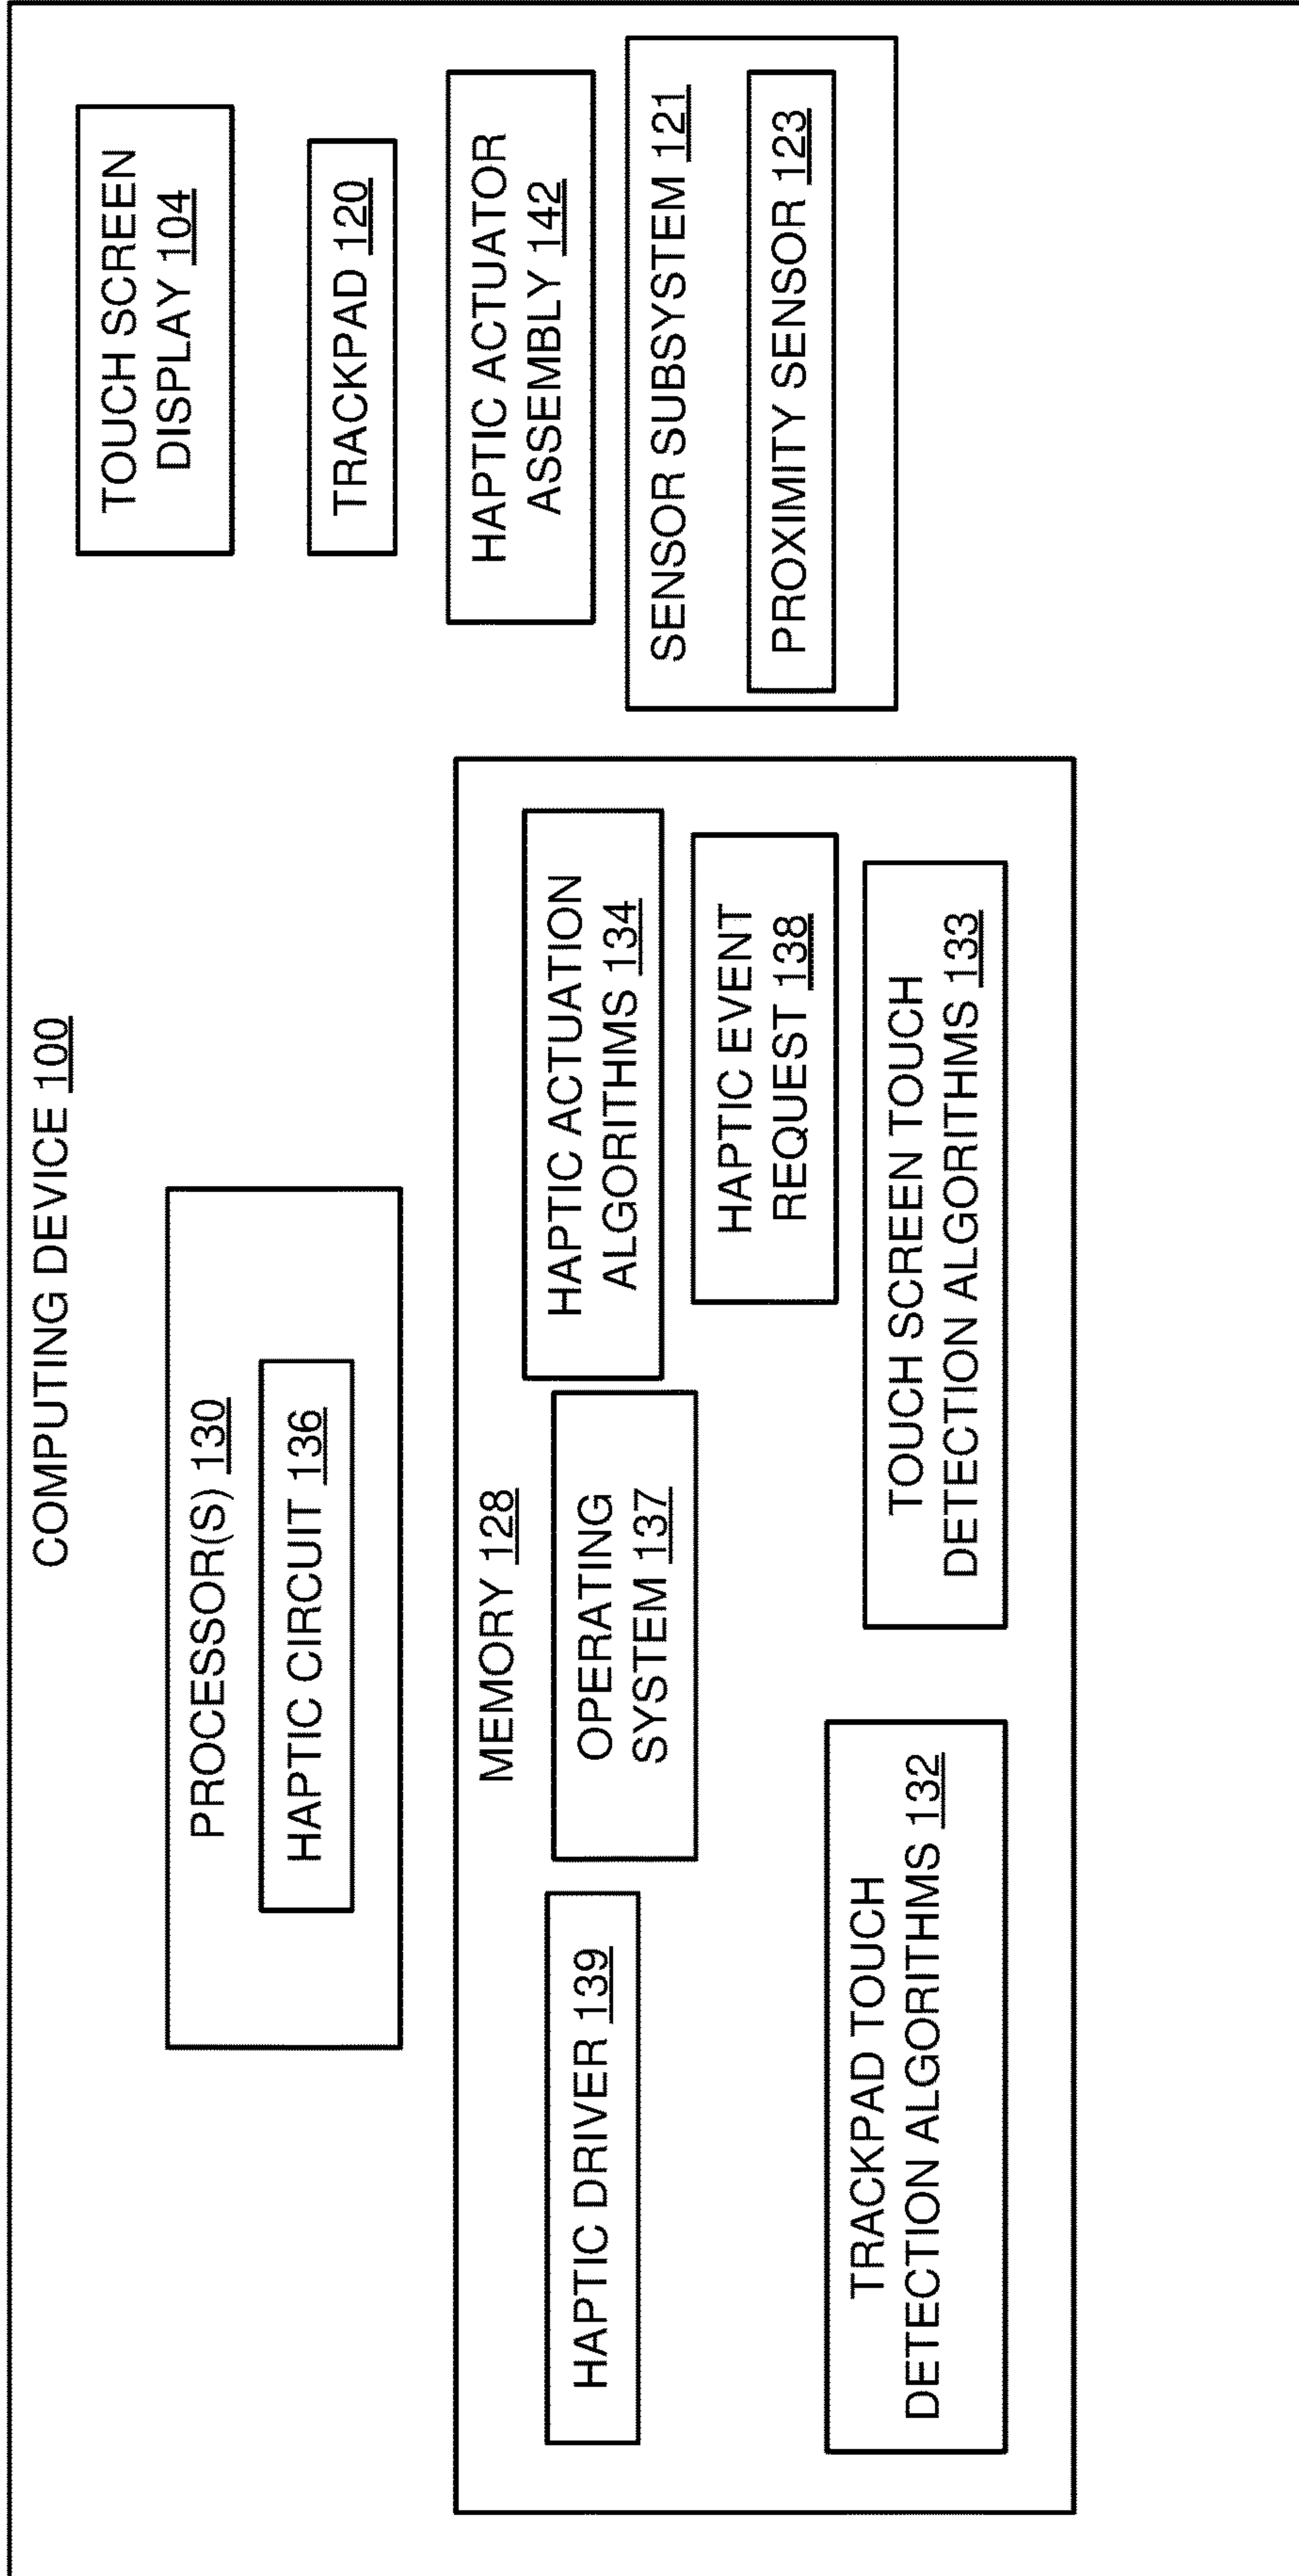 COMPUTING DEVICE 100
PROCESSOR(S) 130
HAPTIC CIRCUIT 136
TOUCH SCREEN
DISPLAY 104
TRACKPAD 120
HAPTIC ACTUATOR
ASSEMBLY 142
SENSOR SUBSYSTEM 121
PROXIMITY SENSOR 123
MEMORY 128
HAPTIC DRIVER 139
OPERATING
SYSTEM 137
HAPTIC ACTUATION
ALGORITHMS 134
HAPTIC EVENT
REQUEST 138
TRACKPAD TOUCH
DETECTION ALGORITHMS 132
TOUCH SCREEN TOUCH
DETECTION ALGORITHMS 133